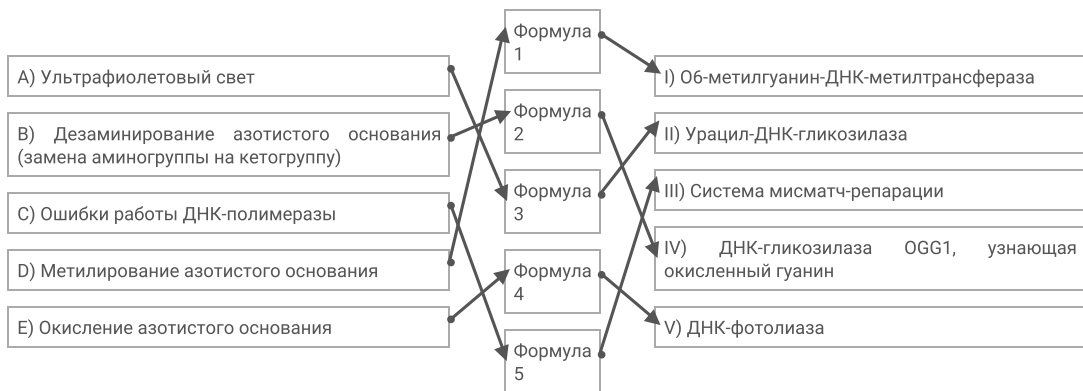 А) Ультрафиолетовый свет
B) Дезаминирование азотистого основания
(замена аминогруппы на кетогруппу)
C) Ошибки работы ДНК-полимеразы
D) Метилирование азотистого основания
E) Окисление азотистого основания
Формула
1
Формула
2
Формула
3
Формула
4
Формула
5
I) О6-метилгуанин-ДНК-метилтрансфераза
II) Урацил-ДНК-гликозилаза
III) Система мисматч-репарации
IV) ДНК-гликозилаза OGG1, узнающая
окисленный гуанин
V) ДНК-фотолиаза